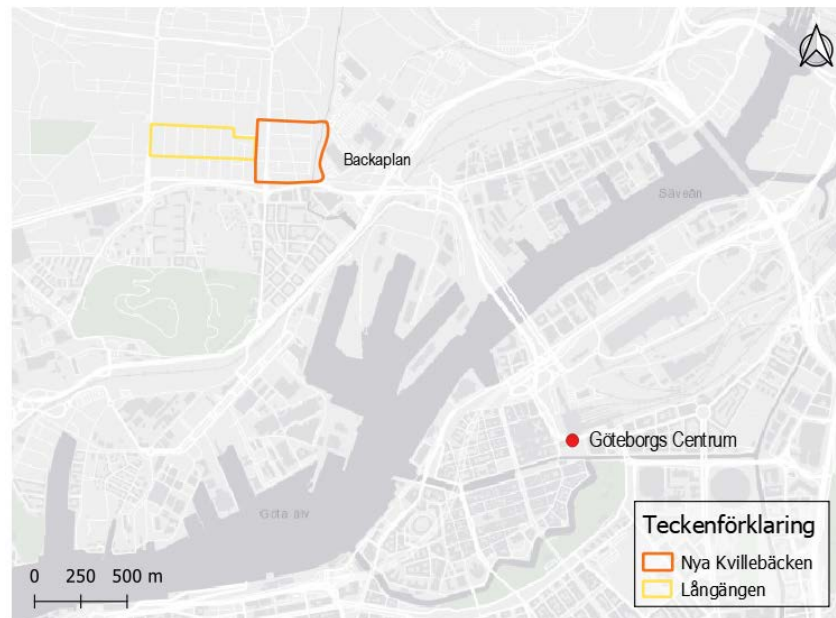 Backaplan
Säveån
Göteborgs Centrum
Göta älv
Teckenförklaring
Nya Kvillebäcken
Långängen
0 250 500 m